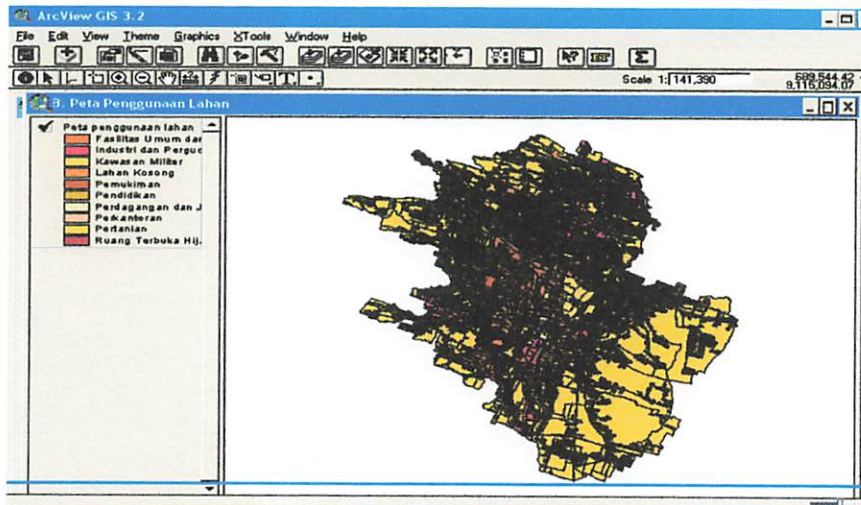 ArcView GIS 3.2
File Edit View Theme Graphics XTools Window Help
Scale 1: 141,390
689,544.42
9,115,094.07
B. Peta Penggunaan Lahan
Peta penggunaan lahan
Fasilitas Umum dar
Industri dan Perguc
Kawasan Militer
Lahan Kosong
Pemukiman
Pendidikan
Perdagangan dan J
Perkantoran
Pertanian
Ruang Terbuka Hij.